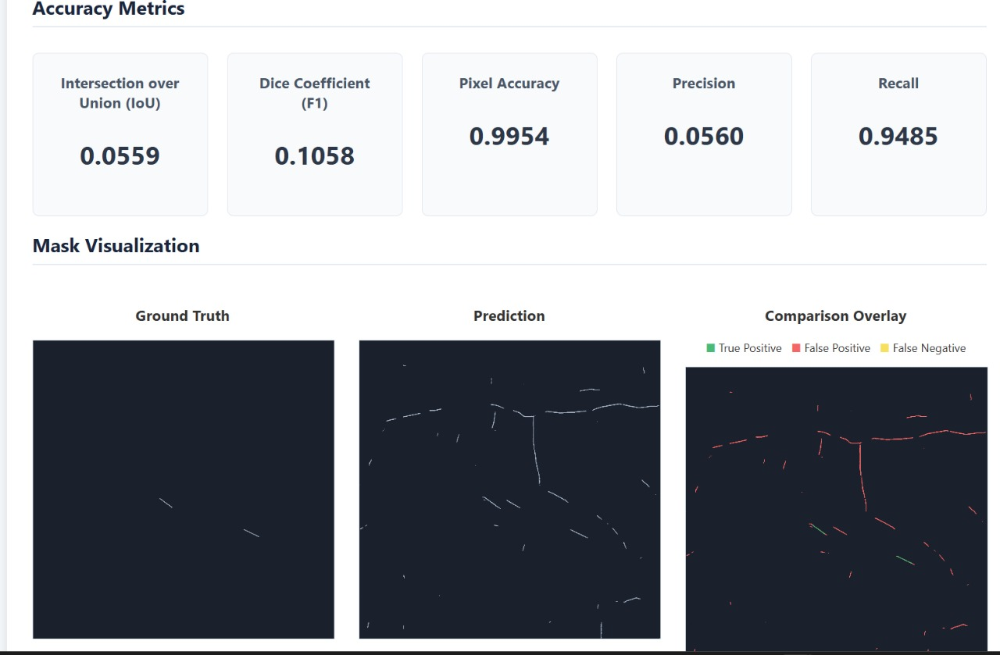 Accuracy Metrics
Intersection over
Union (IoU)
0.0559
Dice Coefficient
(F1)
0.1058
Pixel Accuracy
0.9954
Precision
0.0560
Recall
0.9485
Mask Visualization
Ground Truth
Prediction
Comparison Overlay
True Positive False Positive False Negative